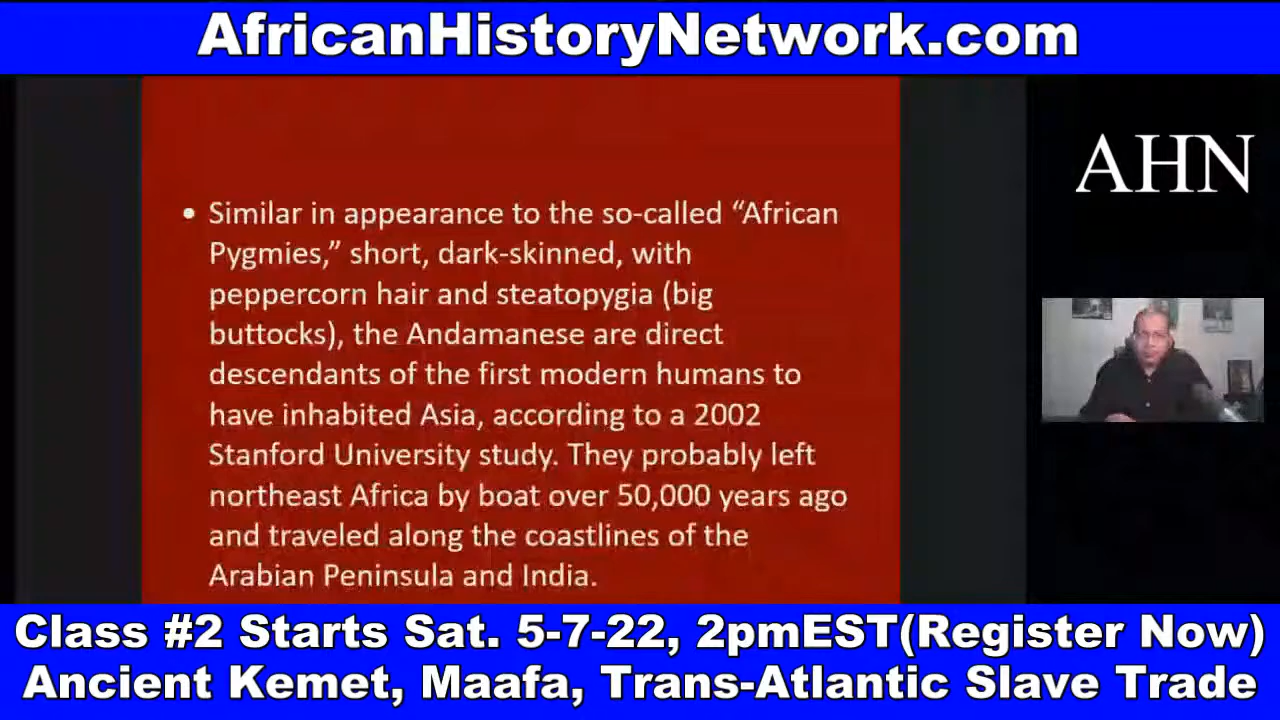 AfricanHistoryNetwork.com
AHN
• Similar in appearance to the so-called “African
Pygmies,” short, dark-skinned, with
peppercorn hair and steatopygia (big
buttocks), the Andamanese are direct
descendants of the first modern humans to
have inhabited Asia, according to a 2002
Stanford University study. They probably left
northeast Africa by boat over 50,000 years ago
and traveled along the coastlines of the
Arabian Peninsula and India.
Class #2 Starts Sat. 5-7-22, 2pmEST(Register Now)
Ancient Kemet, Maafa, Trans-Atlantic Slave Trade